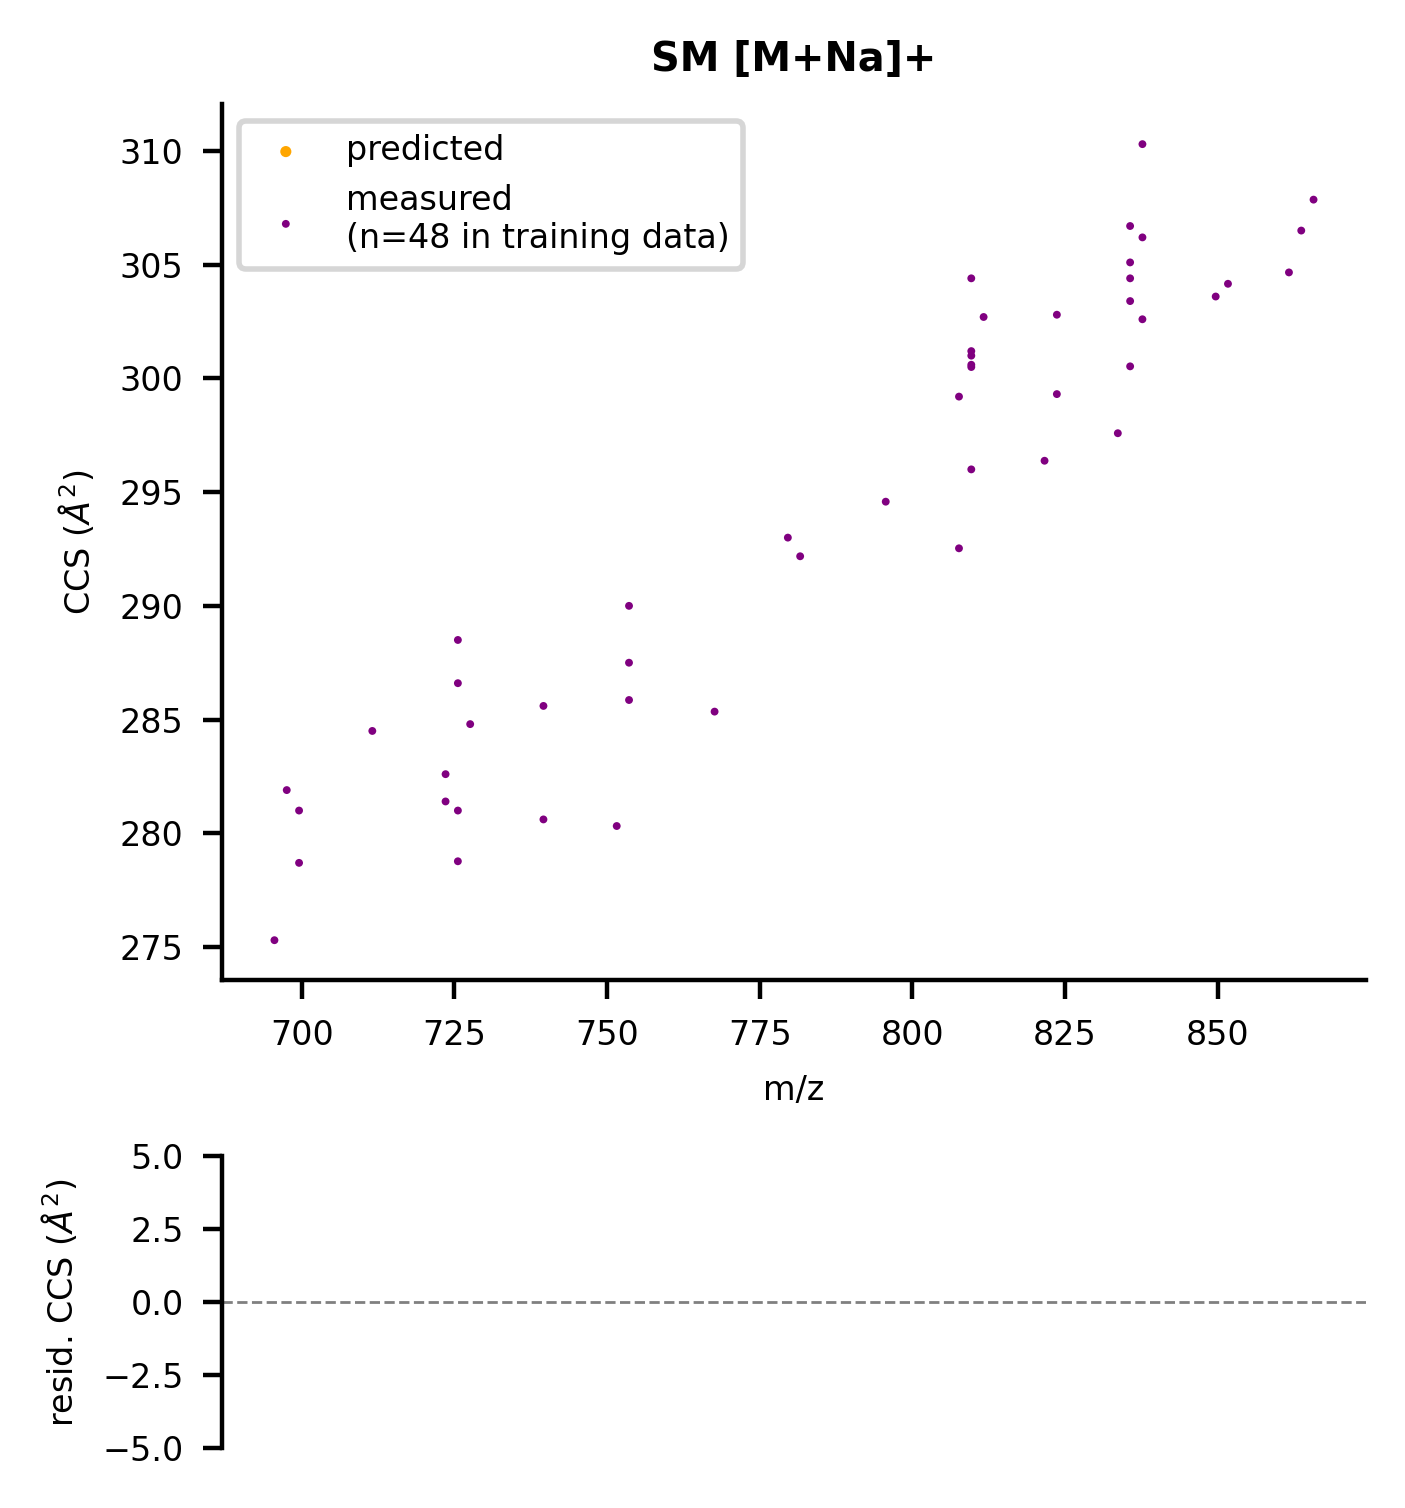 SM [M+Na]+
predicted
measured
(n=48 in training data)
310
305
300
295
290
285
280
275
CCS (Å²)
700 725 750 775 800 825 850
m/z
5.0
2.5
0.0
−2.5
−5.0
resid. CCS (Å²)